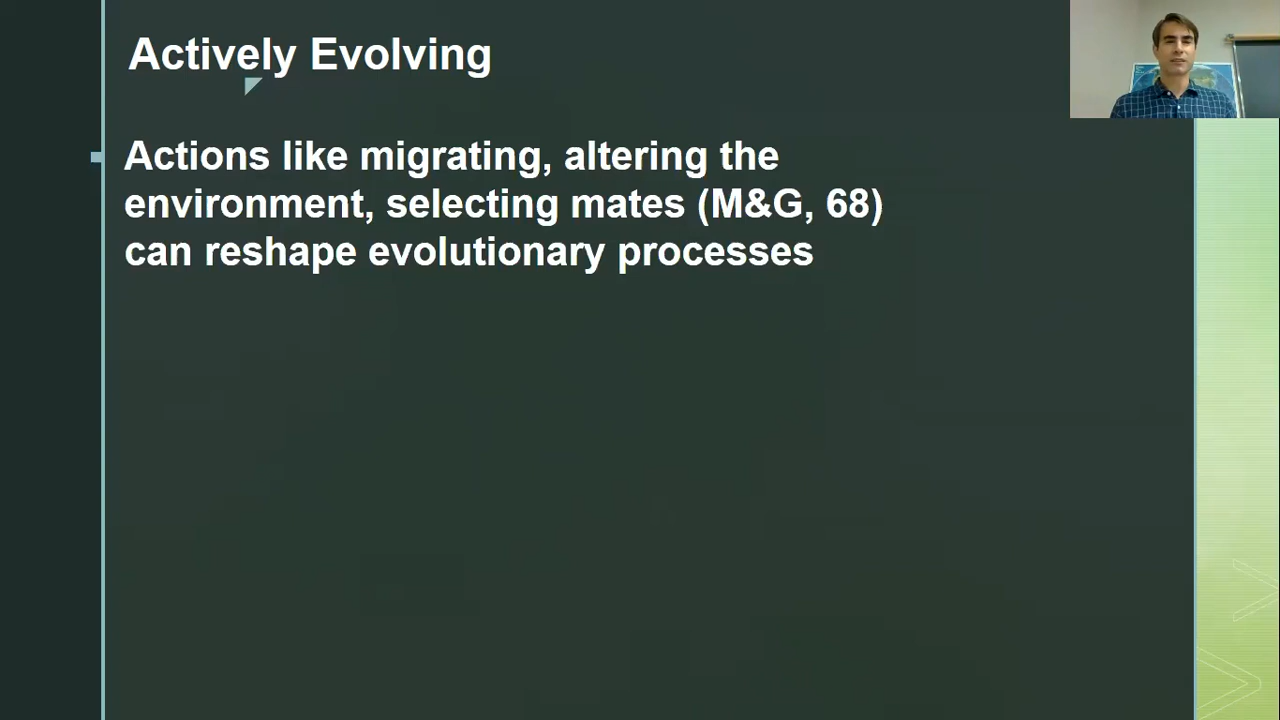 Actively Evolving
Actions like migrating, altering the
environment, selecting mates (M&G, 68)
can reshape evolutionary processes